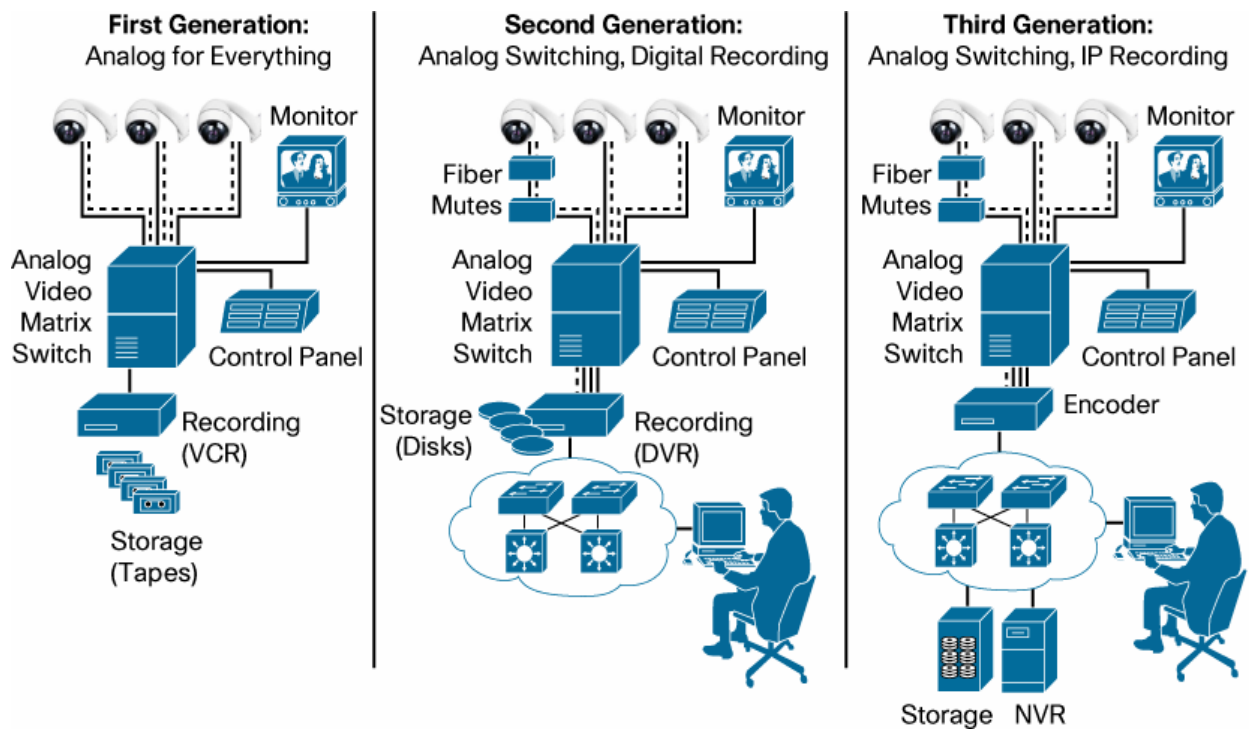 First Generation:
Analog for Everything
Monitor
Analog
Video
Matrix
Switch
Control Panel
Recording
(VCR)
Storage
(Tapes)
Second Generation:
Analog Switching, Digital Recording
Monitor
Fiber
Mutes
Analog
Video
Matrix
Switch
Control Panel
Storage
(Disks)
Recording
(DVR)
Third Generation:
Analog Switching, IP Recording
Monitor
Fiber
Mutes
Analog
Video
Matrix
Switch
Control Panel
Encoder
Storage
NVR